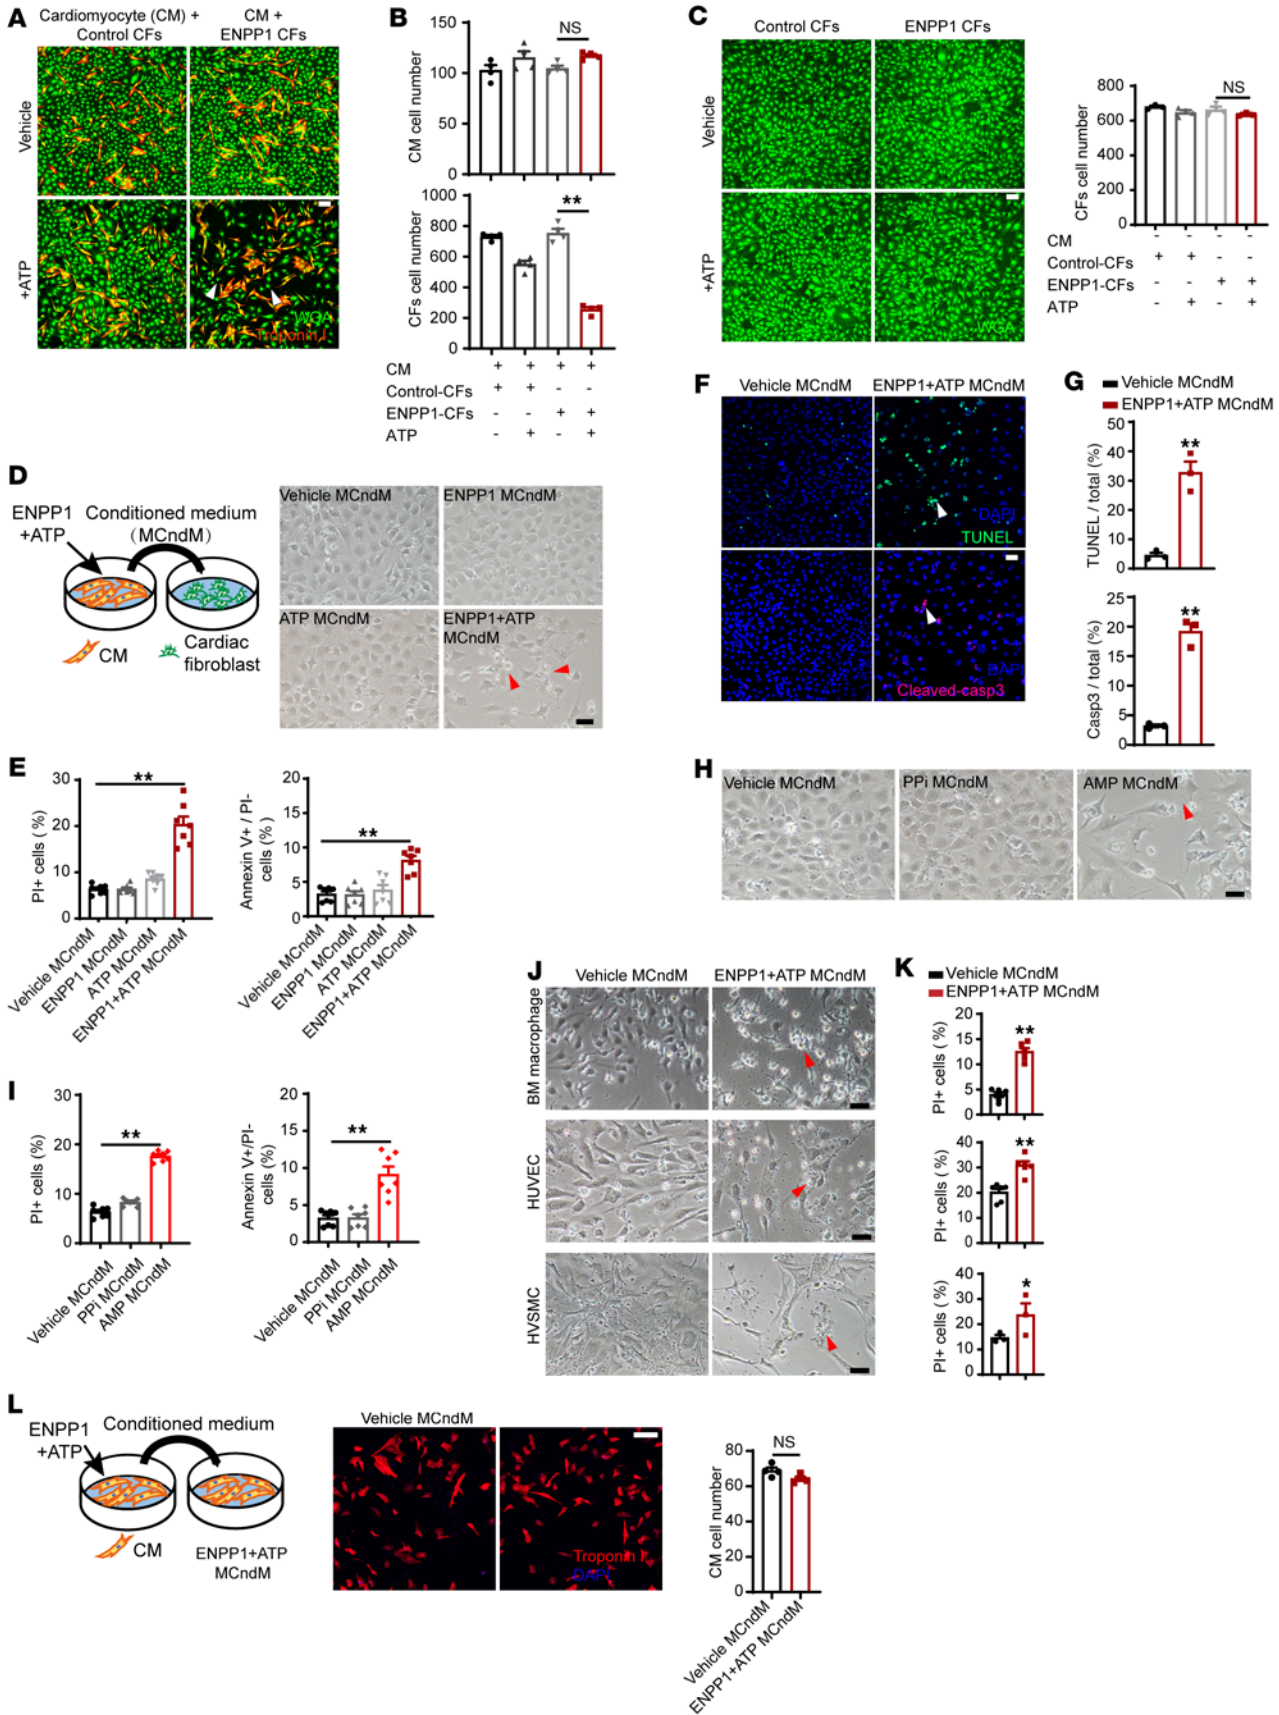 A
Cardiomyocyte (CM) +
Control CFs
CM +
ENPP1 CFs
Vehicle
+ATP
WGA
Troponin I
B
CM cell number
150
100
50
0
NS
CFs cell number
1000
800
600
400
200
0
**
CM + + + +
Control-CFs + + - -
ENPP1-CFs - - + +
ATP - + - +
C
Control CFs
ENPP1 CFs
Vehicle
+ATP
WGA
CFs cell number
800
600
400
200
0
NS
CM - - - -
Control-CFs + + - -
ENPP1-CFs - - + +
ATP - + - +
D
ENPP1
+ATP
Conditioned medium
(MCndM)
CM
Cardiac
fibroblast
Vehicle MCndM
ENPP1 MCndM
ATP MCndM
ENPP1+ATP
MCndM
E
PI+ cells (%)
30
20
10
0
**
Vehicle MCndM
ENPP1 MCndM
ATP MCndM
ENPP1+ATP MCndM
Annexin V+ / PI-
cells (%)
20
15
10
5
0
**
Vehicle MCndM
ENPP1 MCndM
ATP MCndM
ENPP1+ATP MCndM
F
Vehicle MCndM
ENPP1+ATP MCndM
DAPI
TUNEL
DAPI
Cleaved-casp3
G
Vehicle MCndM
ENPP1+ATP MCndM
TUNEL / total (%)
50
40
30
20
10
0
**
Casp3 / total (%)
25
20
15
10
5
0
**
H
Vehicle MCndM
PPi MCndM
AMP MCndM
I
PI+ cells (%)
30
20
10
0
**
Vehicle MCndM
PPi MCndM
AMP MCndM
Annexin V+/PI-
cells (%)
20
15
10
5
0
**
Vehicle MCndM
PPi MCndM
AMP MCndM
J
Vehicle MCndM
ENPP1+ATP MCndM
BM macrophage
HUVEC
HVSMC
K
Vehicle MCndM
ENPP1+ATP MCndM
PI+ cells (%)
20
15
10
5
0
**
PI+ cells (%)
40
30
20
10
0
**
PI+ cells (%)
40
30
20
10
0
*
L
ENPP1
+ATP
Conditioned medium
CM
ENPP1+ATP
MCndM
Vehicle MCndM
Troponin I
DAPI
CM cell number
80
60
40
20
0
NS
Vehicle MCndM
ENPP1+ATP MCndM